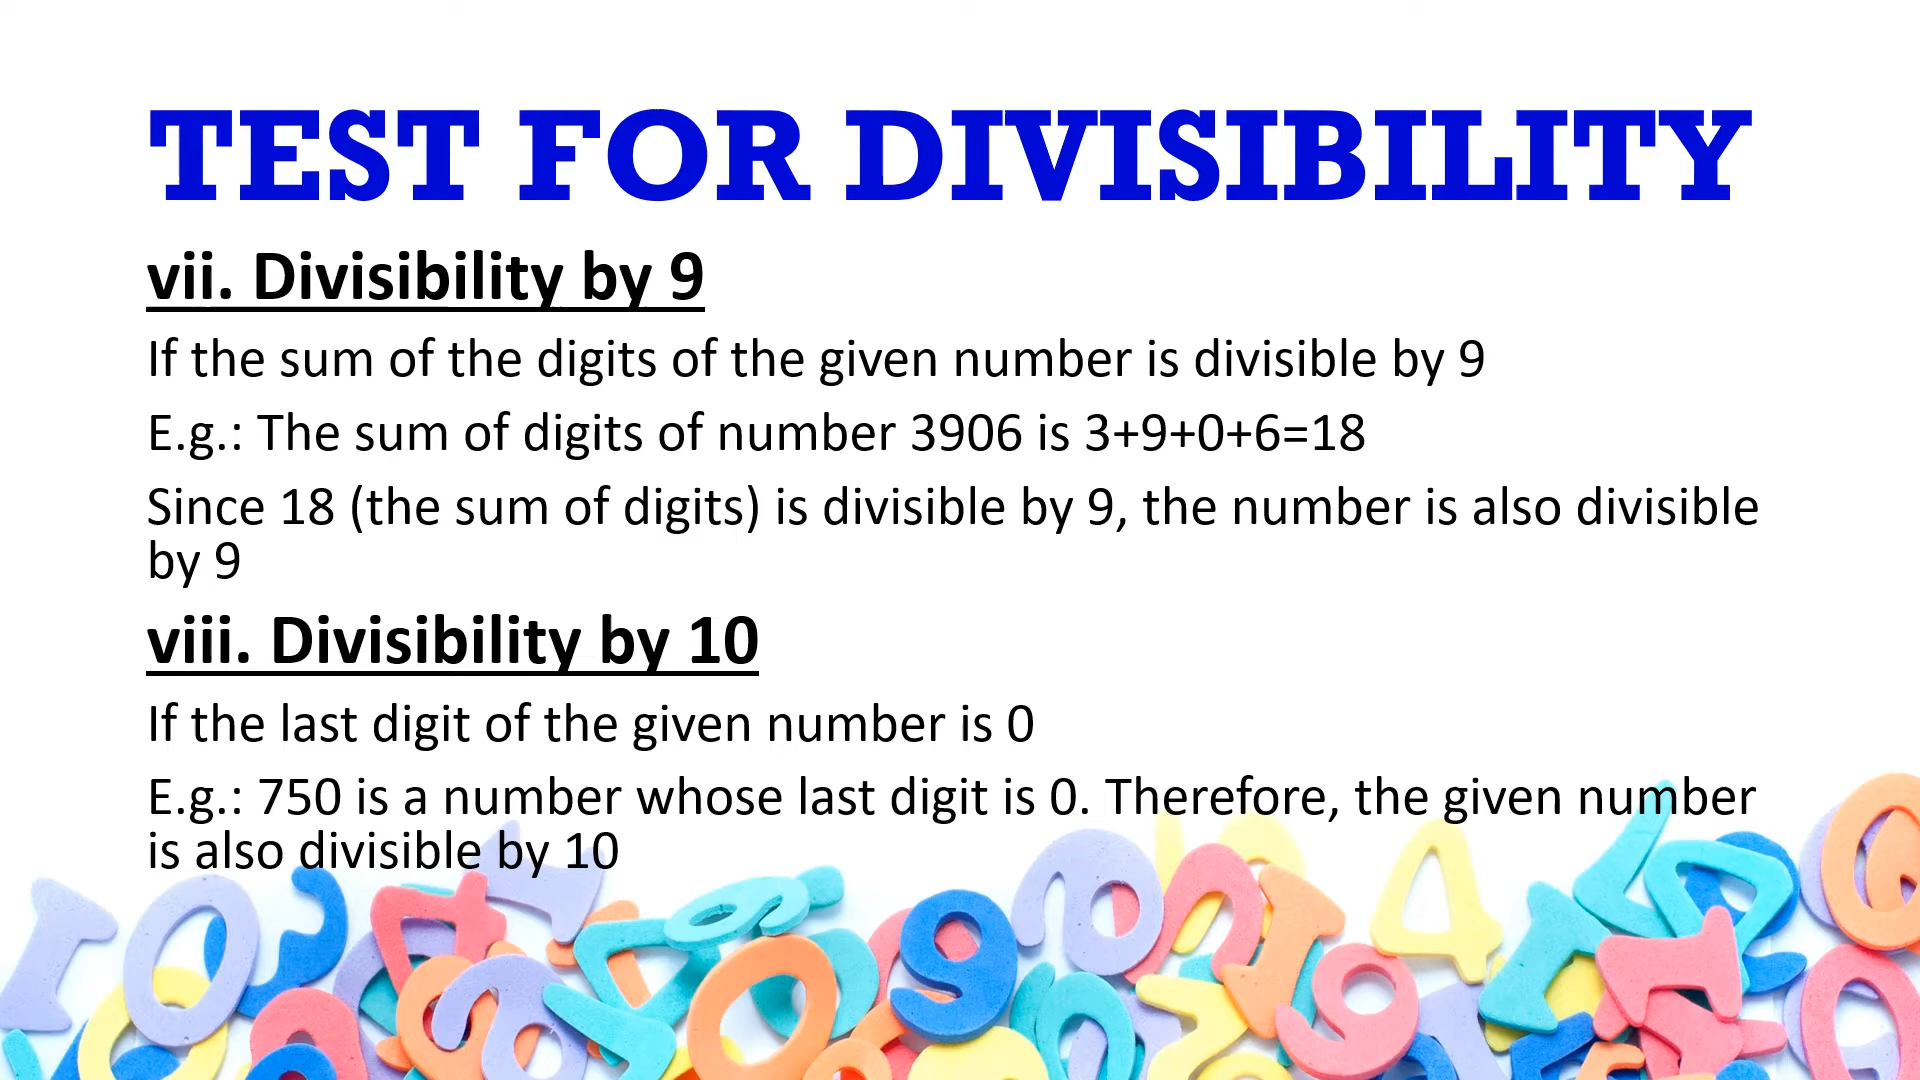 TEST FOR DIVISIBILITY
vii. Divisibility by 9
If the sum of the digits of the given number is divisible by 9
E.g.: The sum of digits of number 3906 is 3+9+0+6=18
Since 18 (the sum of digits) is divisible by 9, the number is also divisible
by 9
viii. Divisibility by 10
If the last digit of the given number is 0
E.g.: 750 is a number whose last digit is 0. Therefore, the given number
is also divisible by 10